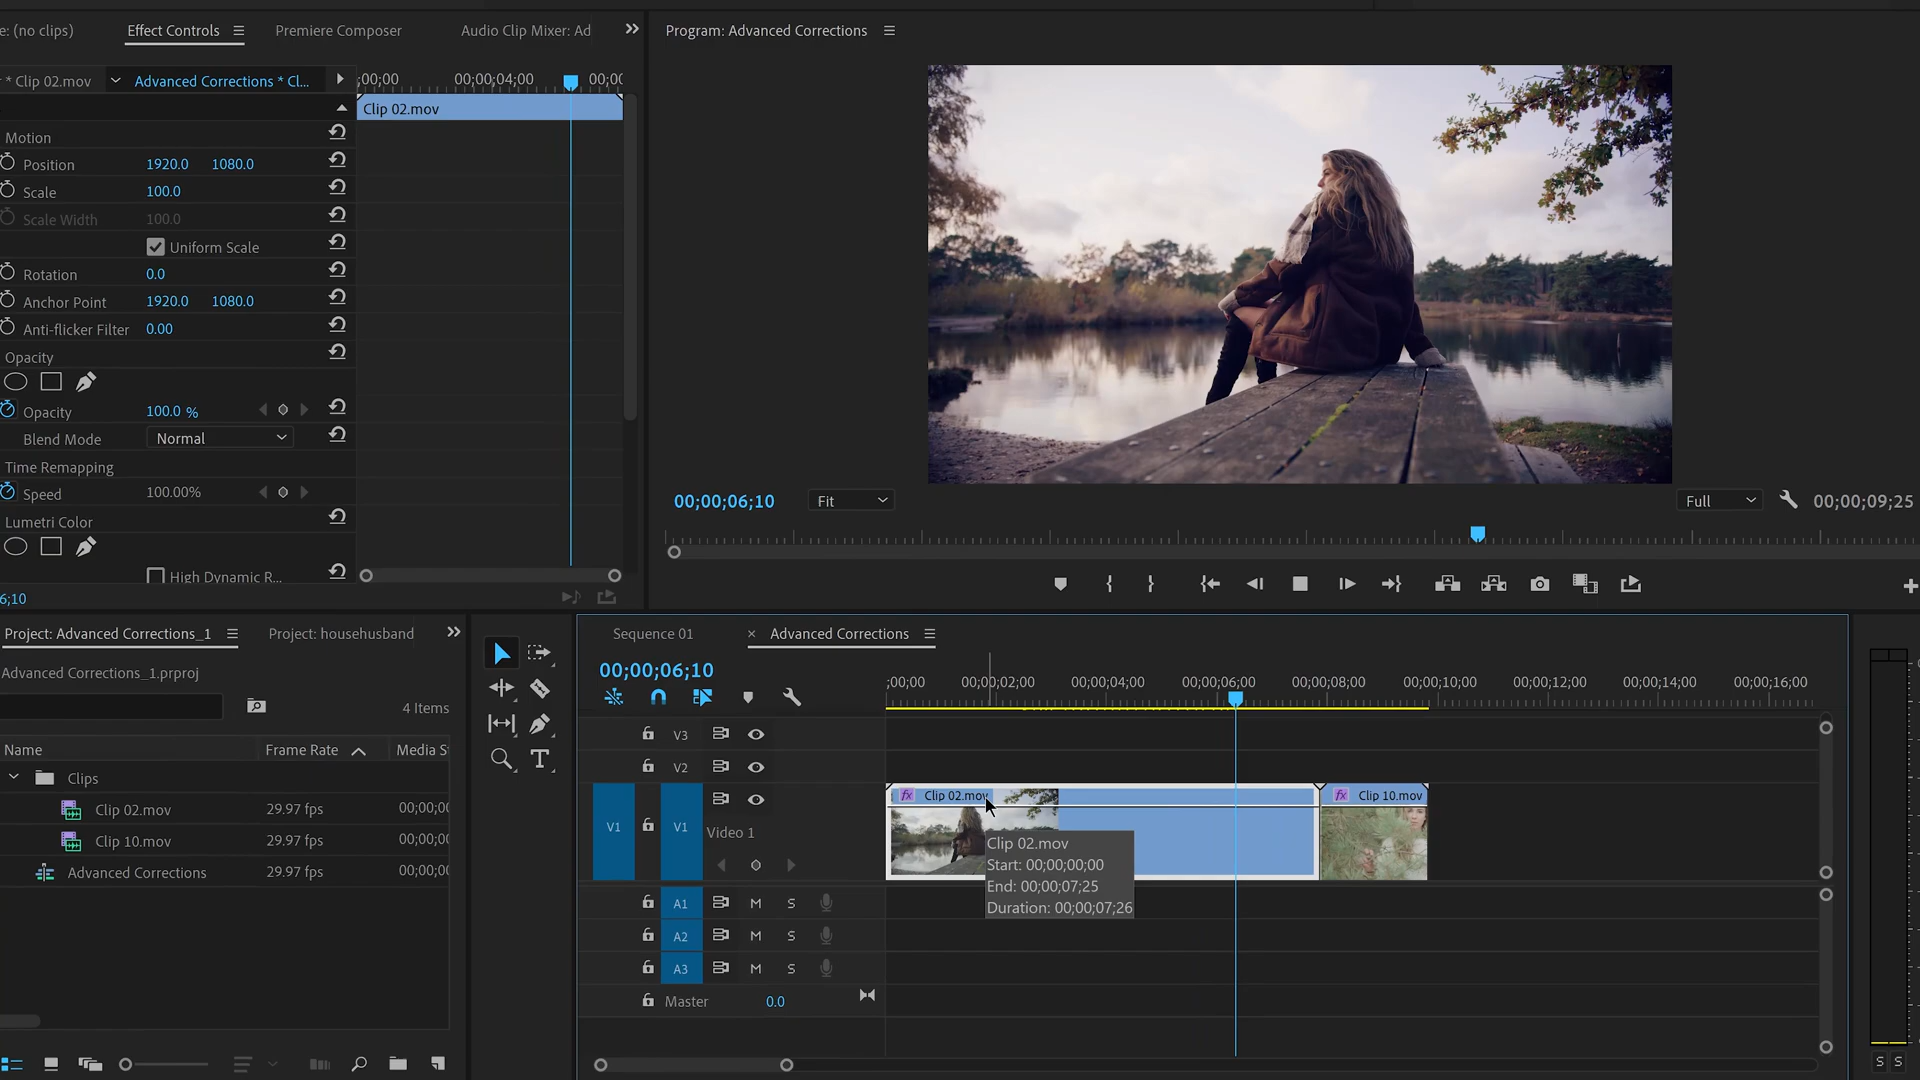 e: (no clips)
Effect Controls
Premiere Composer
Audio Clip Mixer: Ad
Program: Advanced Corrections
* Clip 02.mov
Advanced Corrections * Cl...
;00;00
00;00;04;00
00;0(
Clip 02.mov
Motion
Position 1920.0 1080.0
Scale 100.0
Scale Width 100.0
Uniform Scale
Rotation 0.0
Anchor Point 1920.0 1080.0
Anti-flicker Filter 0.00
Opacity
Opacity 100.0 %
Blend Mode Normal
Time Remapping
Speed 100.00%
Lumetri Color
High Dynamic R...
6;10
00;00;06;10
Fit
Full
00;00;09;25
Project: Advanced Corrections_1
Project: househusband
Advanced Corrections_1.prproj
4 Items
Name Frame Rate Media S
Clips
Clip 02.mov 29.97 fps 00;00;
Clip 10.mov 29.97 fps 00;00;
Advanced Corrections 29.97 fps 00;00;
T
Sequence 01
× Advanced Corrections
00;00;06;10
;00;00 00;00;02;00 00;00;04;00 00;00;06;00 00;00;08;00 00;00;10;00 00;00;12;00 00;00;14;00 00;00;16;00
V3
V2
fx Clip 02.mov
fx Clip 10.mov
V1 V1 Video 1
Clip 02.mov
Start: 00;00;00;00
End: 00;00;07;25
Duration: 00;00;07;26
A1 M S
A2 M S
A3 M S
Master 0.0
S S